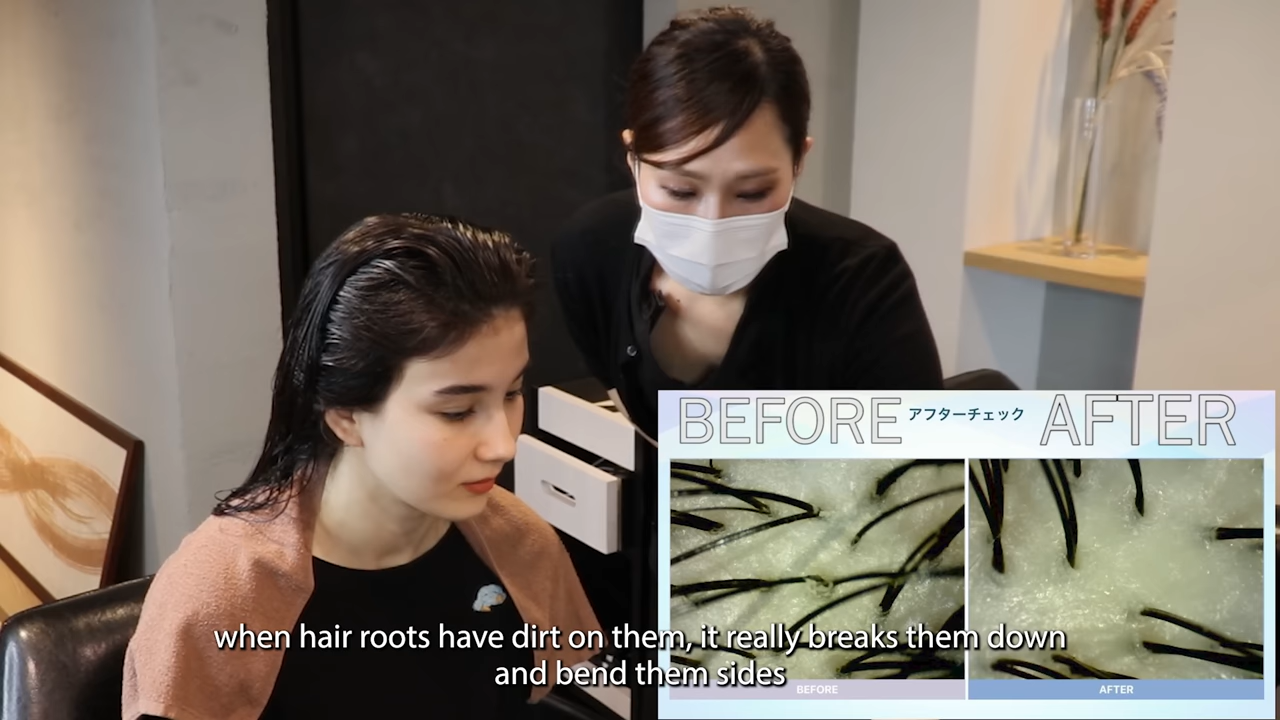 BEFORE アフターチェック AFTER
when hair roots have dirt on them, it really breaks them down
and bend them sides
BEFORE AFTER